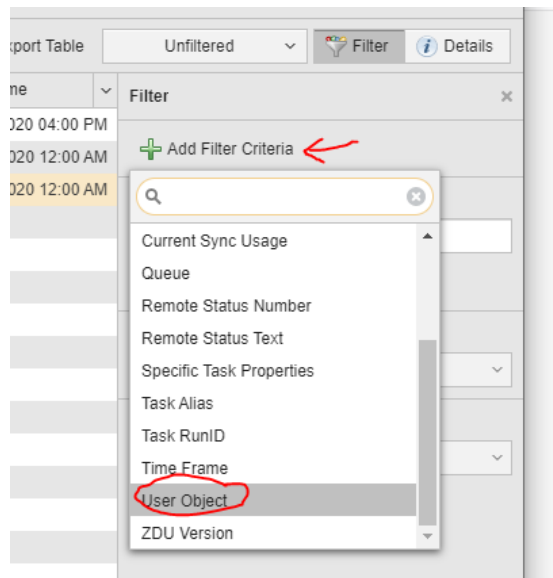 xport Table Unfiltered Filter i Details
me Filter
020 04:00 PM
Add Filter Criteria
020 12:00 AM
020 12:00 AM
Current Sync Usage
Queue
Remote Status Number
Remote Status Text
Specific Task Properties
Task Alias
Task RunID
Time Frame
User Object
ZDU Version